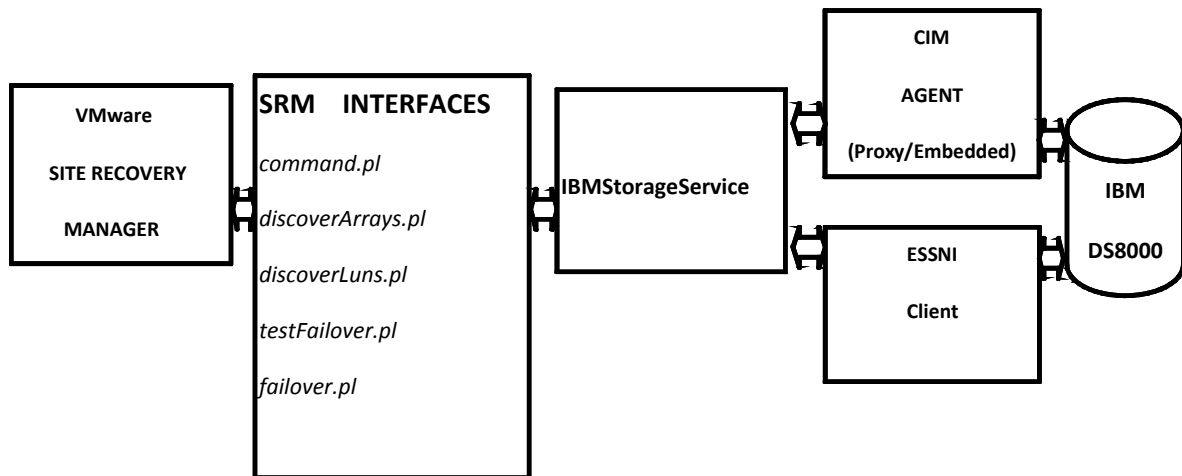 VMware
SITE RECOVERY
MANAGER
SRM INTERFACES
command.pl
discoverArrays.pl
discoverLuns.pl
testFailover.pl
failover.pl
IBMStorageService
CIM
AGENT
(Proxy/Embedded)
ESSNI
Client
IBM
DS8000